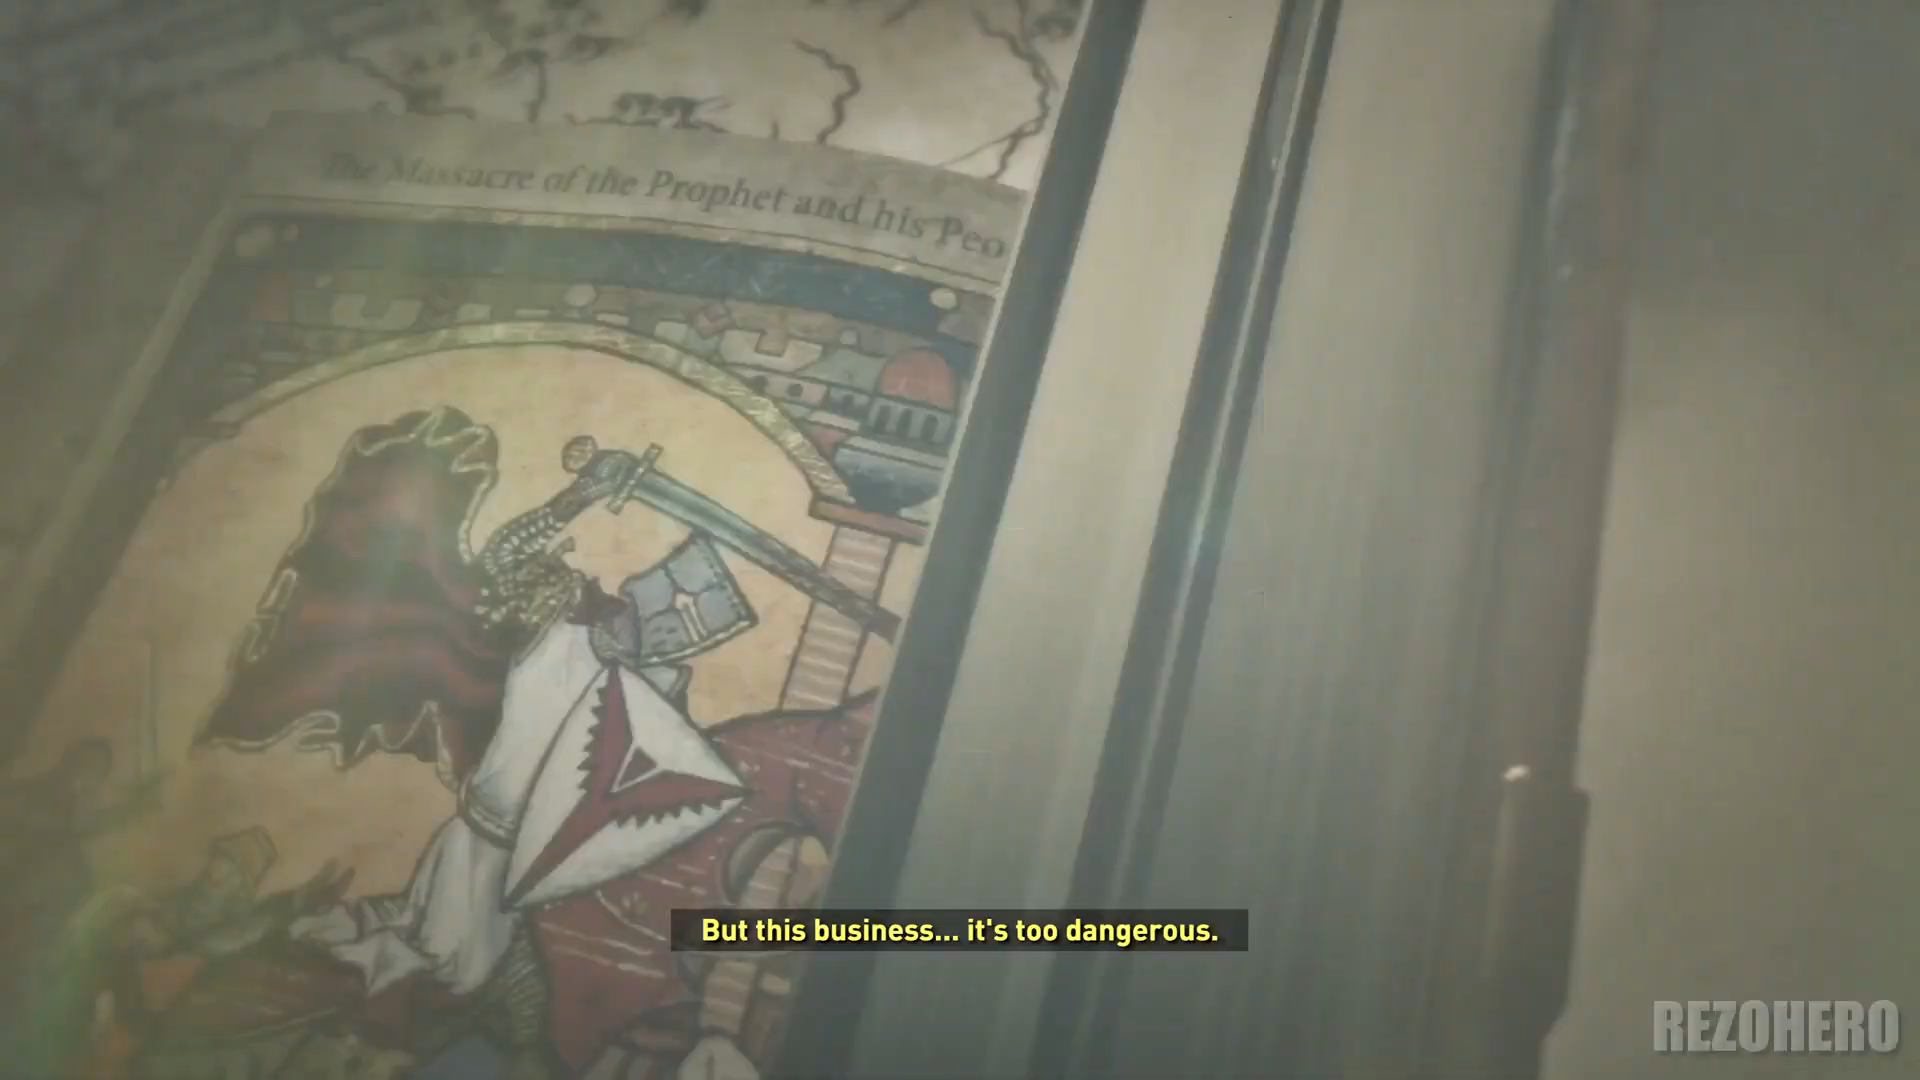 The Massacre of the Prophet and his Peo
But this business... it's too dangerous.
REZOHERO